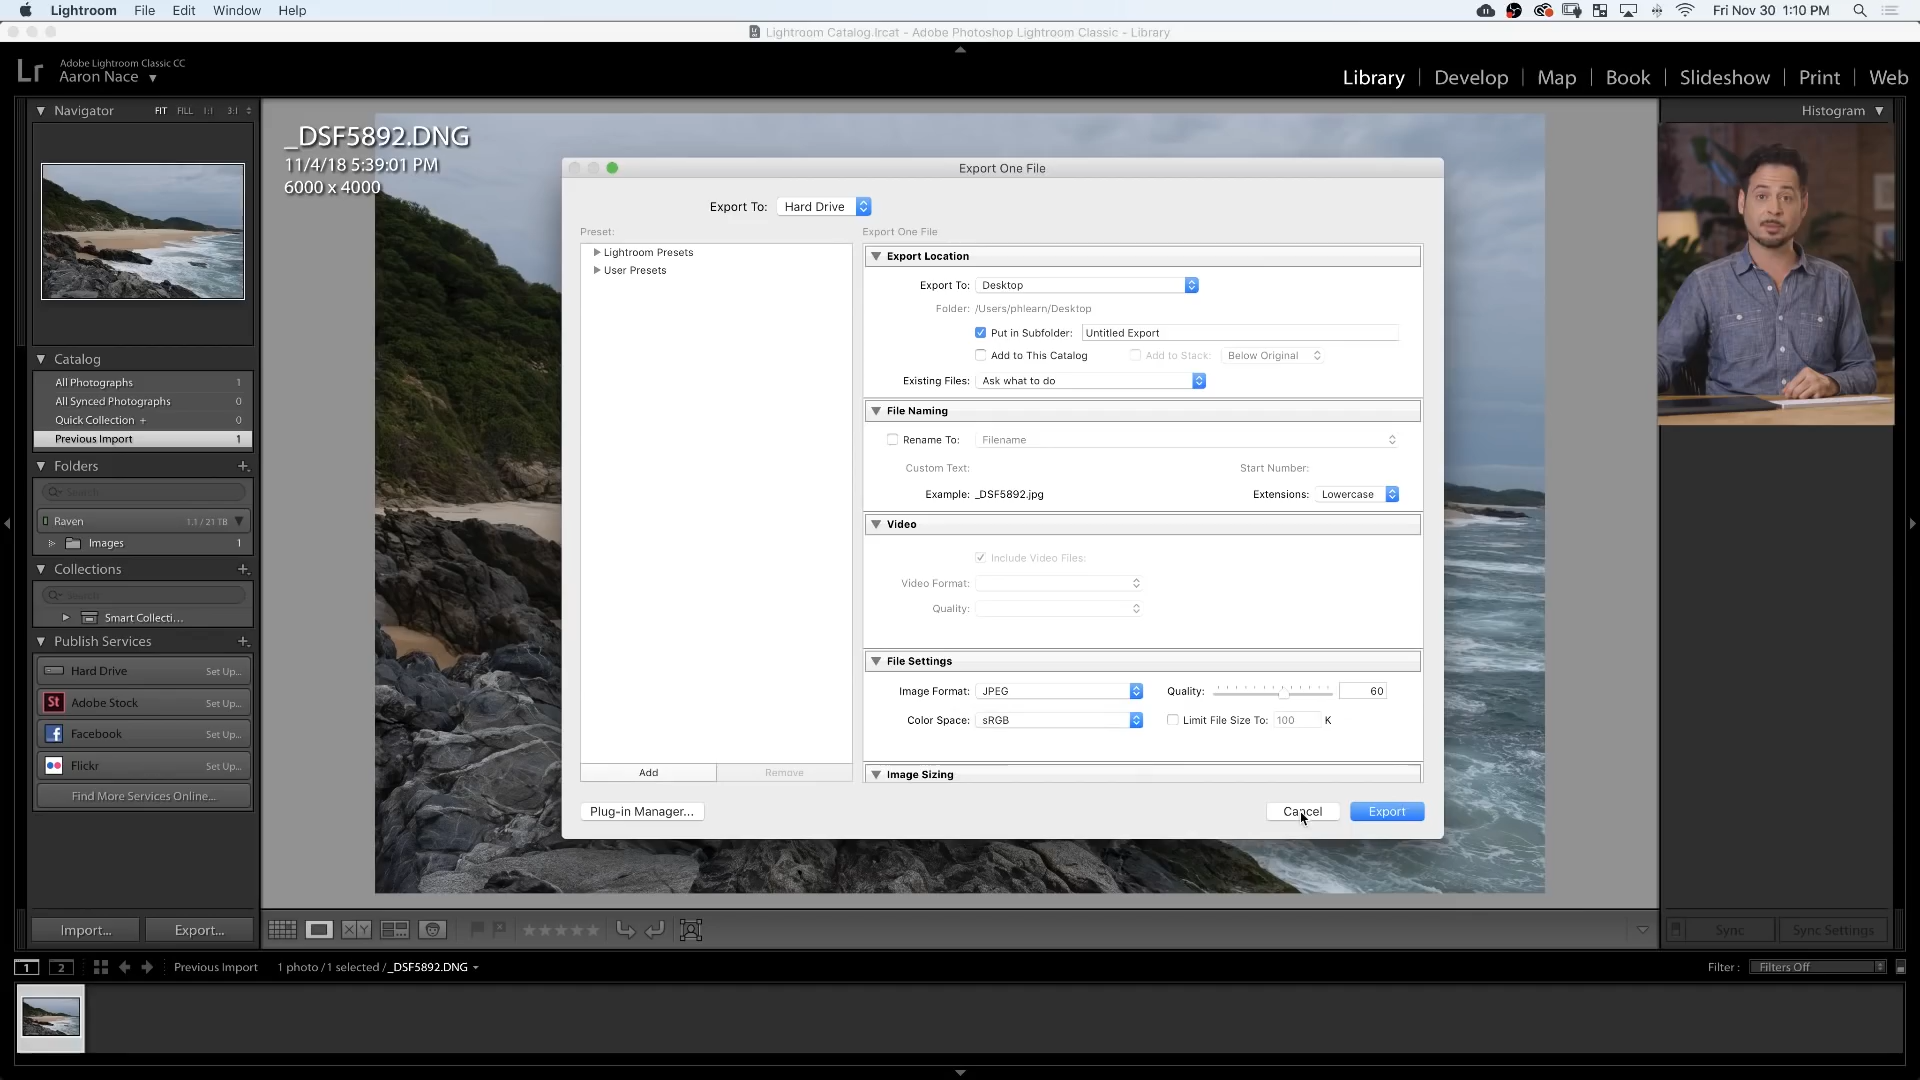 Lightroom File Edit Window Help
Fri Nov 30 1:10 PM
Lightroom Catalog.lrcat - Adobe Photoshop Lightroom Classic - Library
Lr
Adobe Lightroom Classic CC
Aaron Nace
Library | Develop | Map | Book | Slideshow | Print | Web
Navigator FIT FILL 1:1 3:1
Histogram
_DSF5892.DNG
11/4/18 5:39:01 PM
6000 x 4000
Catalog
All Photographs 1
All Synced Photographs 0
Quick Collection + 0
Previous Import 1
Folders
Search
Raven 1.1 / 21 TB
Images 1
Collections
Search
Smart Collecti...
Publish Services
Hard Drive Set Up...
St Adobe Stock Set Up...
Facebook Set Up...
Flickr Set Up...
Find More Services Online...
Import... Export...
Export One File
Export To: Hard Drive
Preset:
Lightroom Presets
User Presets
Add Remove
Plug-in Manager...
Export One File
Export Location
Export To: Desktop
Folder: /Users/phlearn/Desktop
Put in Subfolder: Untitled Export
Add to This Catalog Add to Stack: Below Original
Existing Files: Ask what to do
File Naming
Rename To: Filename
Custom Text: Start Number:
Example: _DSF5892.jpg Extensions: Lowercase
Video
Include Video Files:
Video Format:
Quality:
File Settings
Image Format: JPEG Quality: 60
Color Space: sRGB Limit File Size To: 100 K
Image Sizing
Cancel Export
X Y
Sync Sync Settings
1 2 Previous Import 1 photo / 1 selected / _DSF5892.DNG
Filter : Filters Off